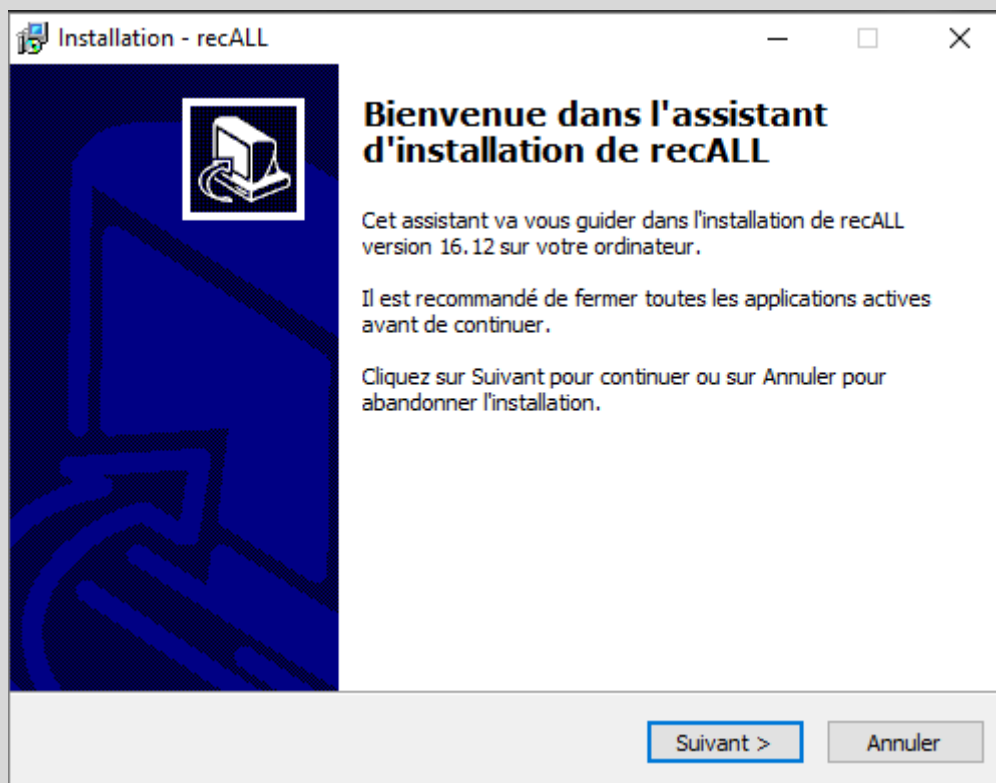 Installation - recALL
Bienvenue dans l'assistant
d'installation de recALL
Cet assistant va vous guider dans l'installation de recALL
version 16.12 sur votre ordinateur.
Il est recommandé de fermer toutes les applications actives
avant de continuer.
Cliquez sur Suivant pour continuer ou sur Annuler pour
abandonner l'installation.
Suivant >
Annuler